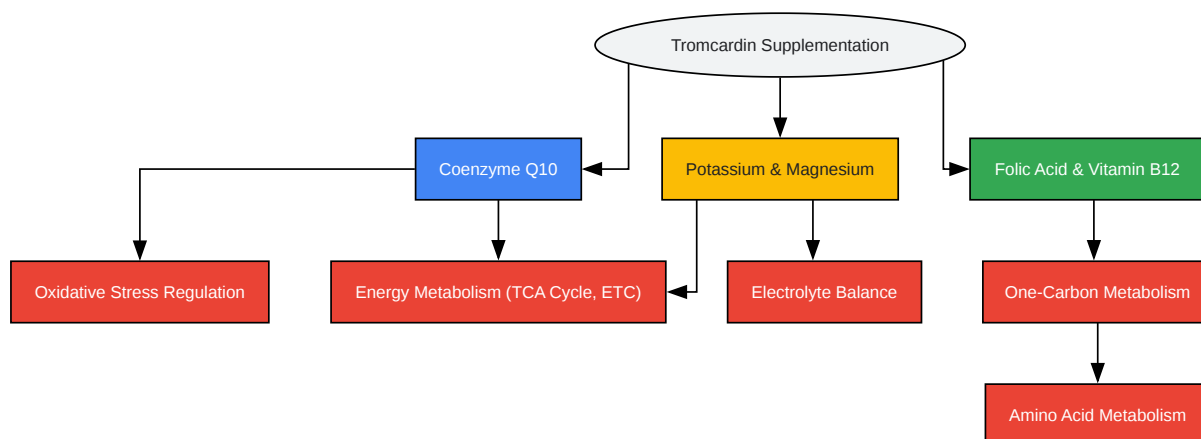 Tromcardin Supplementation
Coenzyme Q10
Potassium & Magnesium
Folic Acid & Vitamin B12
Oxidative Stress Regulation
Energy Metabolism (TCA Cycle, ETC)
Electrolyte Balance
One-Carbon Metabolism
Amino Acid Metabolism